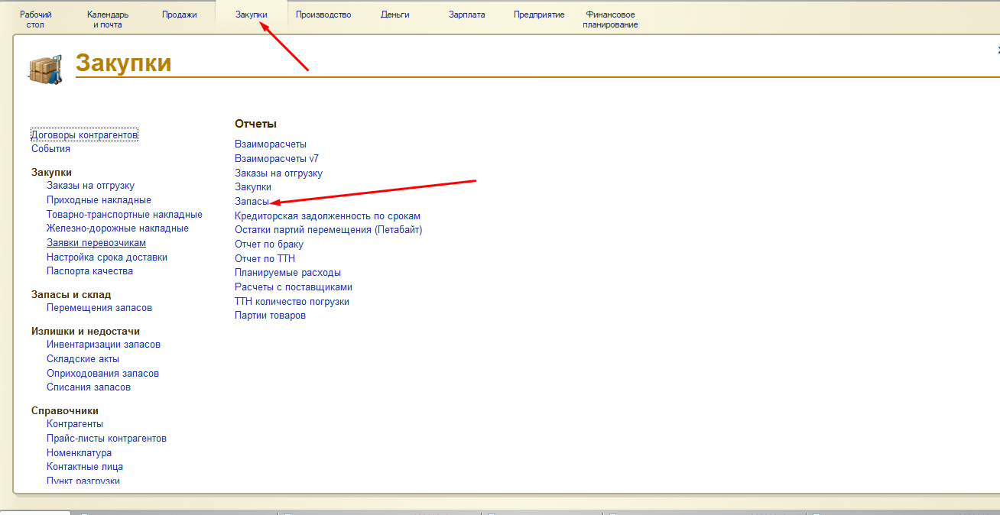 Рабочий стол
Календарь и почта
Продажи
Закупки
Производство
Деньги
Зарплата
Предприятие
Финансовое планирование
Закупки
Договоры контрагентов
События
Закупки
Заказы на отгрузку
Приходные накладные
Товарно-транспортные накладные
Железно-дорожные накладные
Заявки перевозчикам
Настройка срока доставки
Паспорта качества
Запасы и склад
Перемещения запасов
Излишки и недостачи
Инвентаризации запасов
Складские акты
Оприходования запасов
Списания запасов
Справочники
Контрагенты
Прайс-листы контрагентов
Номенклатура
Контактные лица
Пункт разгрузки
Отчеты
Взаиморасчеты
Взаиморасчеты v7
Заказы на отгрузку
Закупки
Запасы
Кредиторская задолженность по срокам
Остатки партий перемещения (Петабайт)
Отчет по браку
Отчет по ТТН
Планируемые расходы
Расчеты с поставщиками
ТТН количество погрузки
Партии товаров